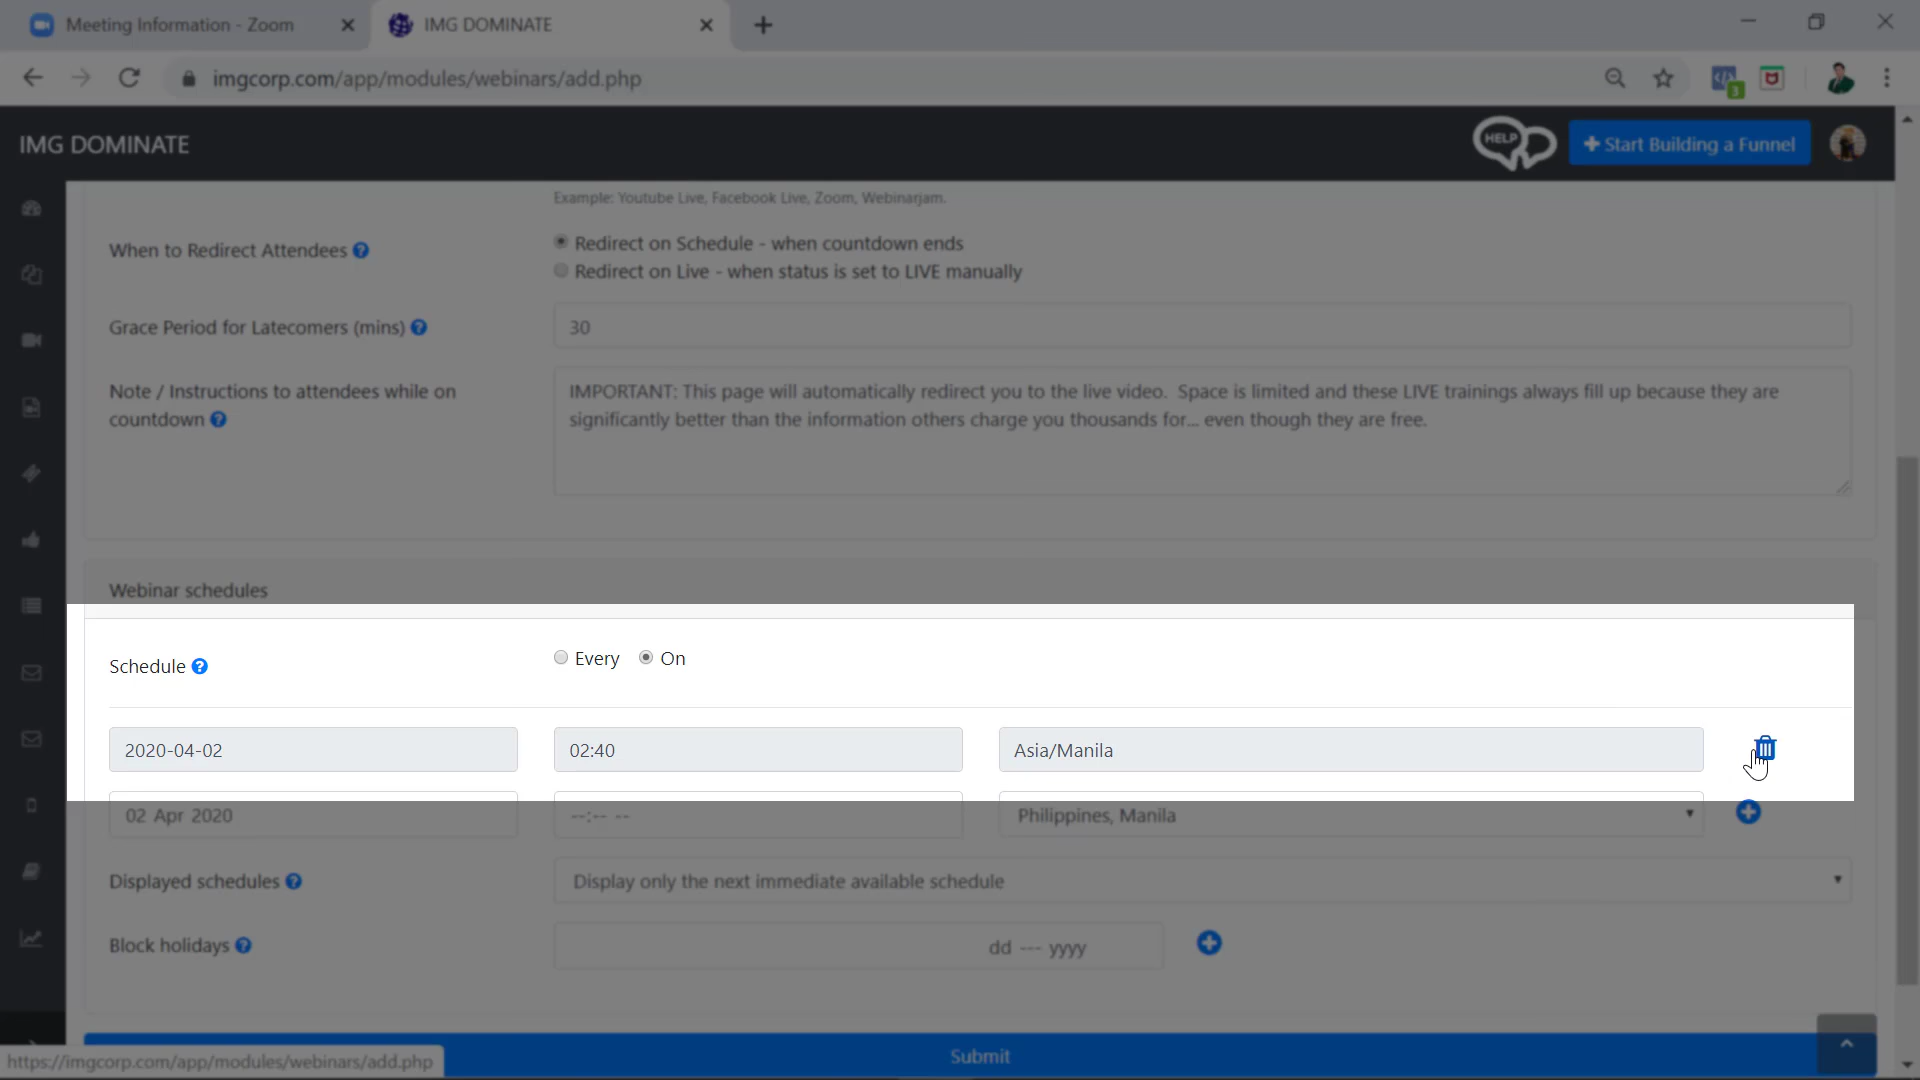 Meeting Information - Zoom
IMG DOMINATE
imgcorp.com/app/modules/webinars/add.php
3
IMG DOMINATE
HELP
Start Building a Funnel
Example: Youtube Live, Facebook Live, Zoom, Webinarjam.
When to Redirect Attendees ?
Redirect on Schedule - when countdown ends
Redirect on Live - when status is set to LIVE manually
Grace Period for Latecomers (mins) ?
30
Note / Instructions to attendees while on
countdown ?
IMPORTANT: This page will automatically redirect you to the live video.  Space is limited and these LIVE trainings always fill up because they are
significantly better than the information others charge you thousands for... even though they are free.
Webinar schedules
Schedule ?
Every
On
2020-04-02
02:40
Asia/Manila
02 Apr 2020
--:-- --
Philippines, Manila
Displayed schedules ?
Display only the next immediate available schedule
Block holidays ?
dd --- yyyy
Submit
https://imgcorp.com/app/modules/webinars/add.php